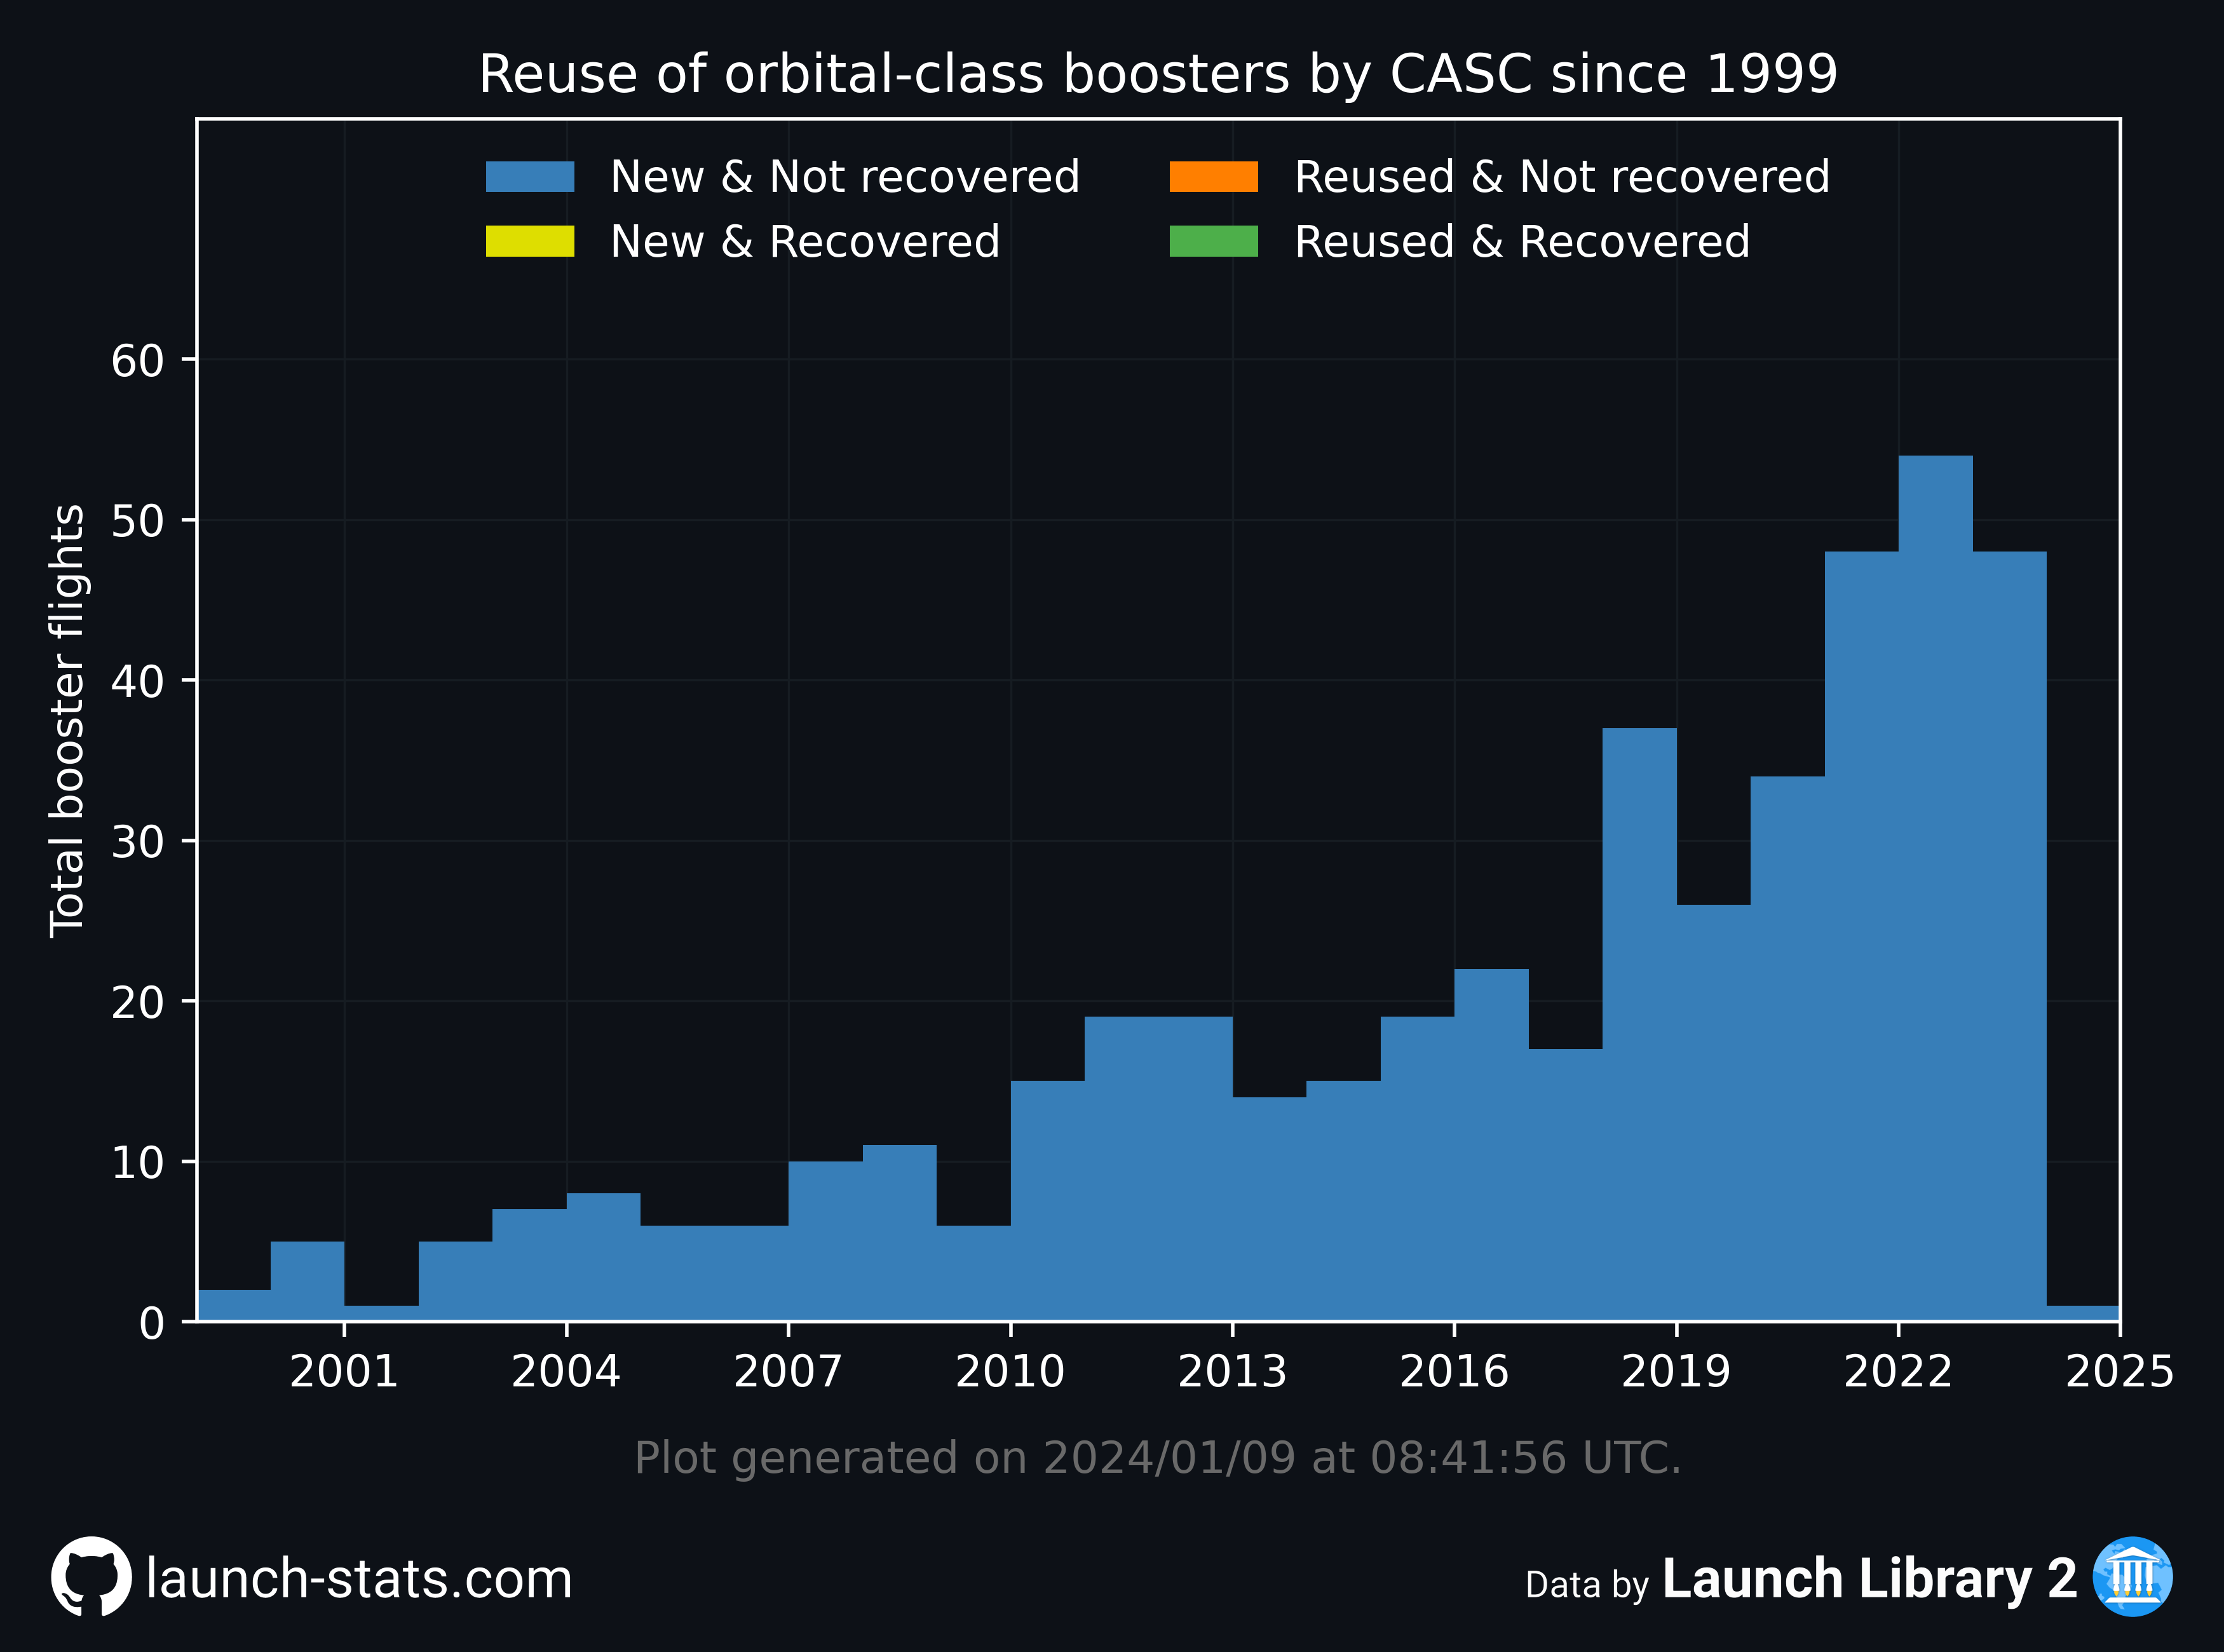 Reuse of orbital-class boosters by CASC since 1999
New & Not recovered
New & Recovered
Reused & Not recovered
Reused & Recovered
Total booster flights
60
50
40
30
20
10
0
2001 2004 2007 2010 2013 2016 2019 2022 2025
Plot generated on 2024/01/09 at 08:41:56 UTC.
launch-stats.com
Data by Launch Library 2